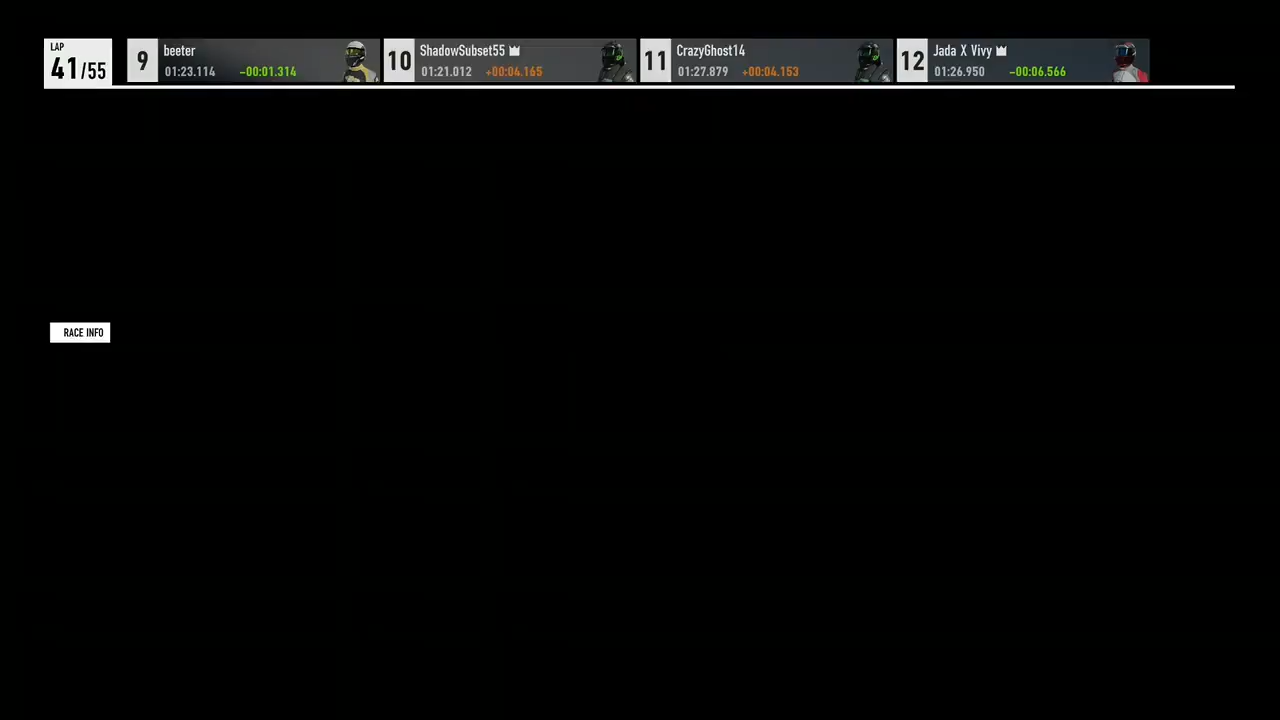 LAP
41/55
9 beeter
01:23.114 -00:01.314
10 ShadowSubset55
01:21.012 +00:04.165
11 CrazyGhost14
01:27.879 +00:04.153
12 Jada X Vivy
01:26.950 -00:06.566
RACE INFO